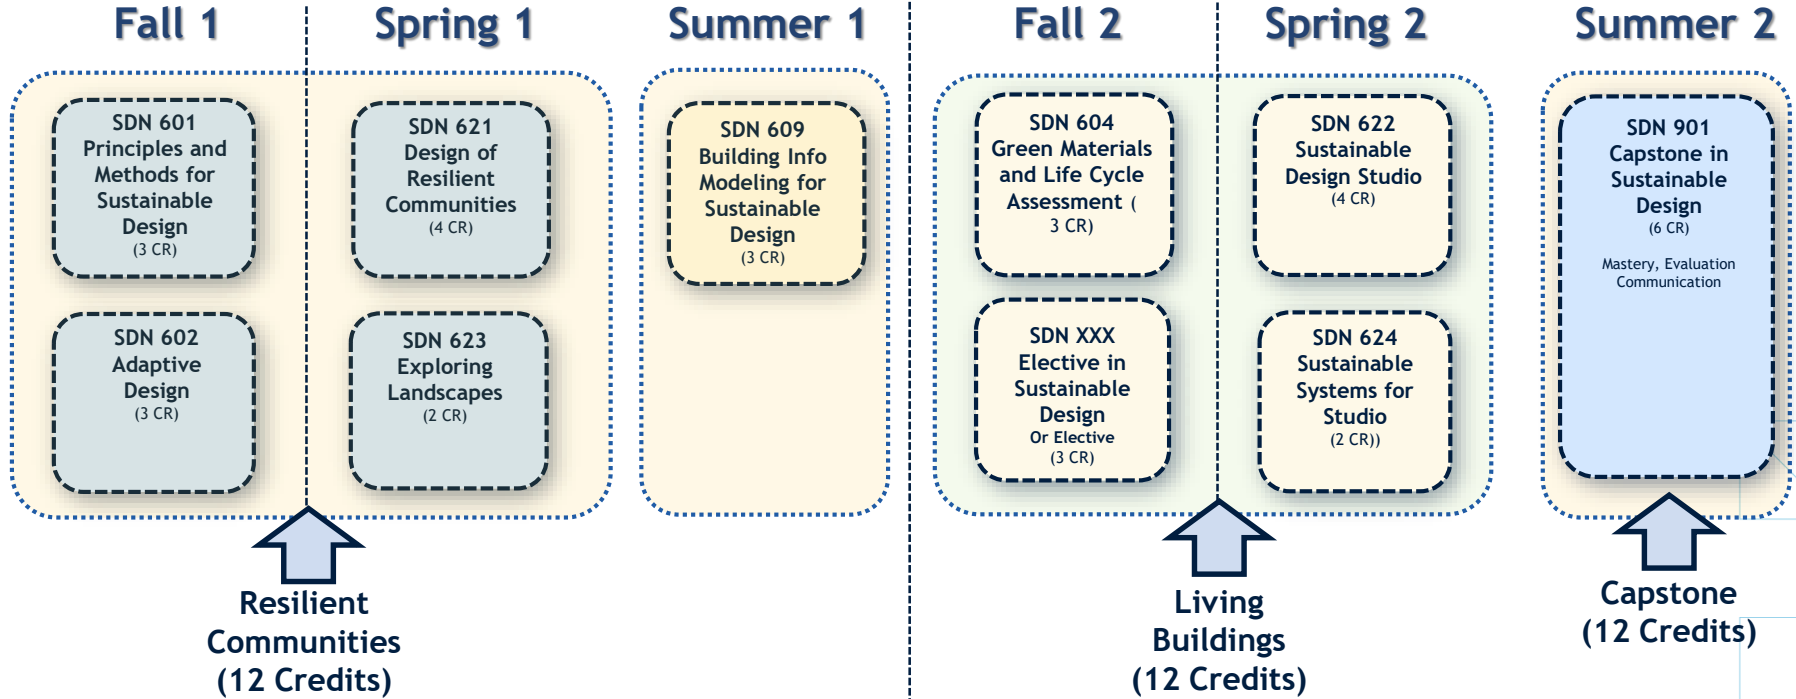 Fall 1
Spring 1
Summer 1
Fall 2
Spring 2
Summer 2
SDN 601
Principles and
Methods for
Sustainable
Design
(3 CR)
SDN 602
Adaptive
Design
(3 CR)
SDN 621
Design of
Resilient
Communities
(4 CR)
SDN 623
Exploring
Landscapes
(2 CR)
SDN 609
Building Info
Modeling for
Sustainable
Design
(3 CR)
SDN 604
Green Materials
and Life Cycle
Assessment (
3 CR)
SDN XXX
Elective in
Sustainable
Design
Or Elective
(3 CR)
SDN 622
Sustainable
Design Studio
(4 CR)
SDN 624
Sustainable
Systems for
Studio
(2 CR))
SDN 901
Capstone in
Sustainable
Design
(6 CR)
Mastery, Evaluation
Communication
Resilient
Communities
(12 Credits)
Living
Buildings
(12 Credits)
Capstone
(12 Credits)